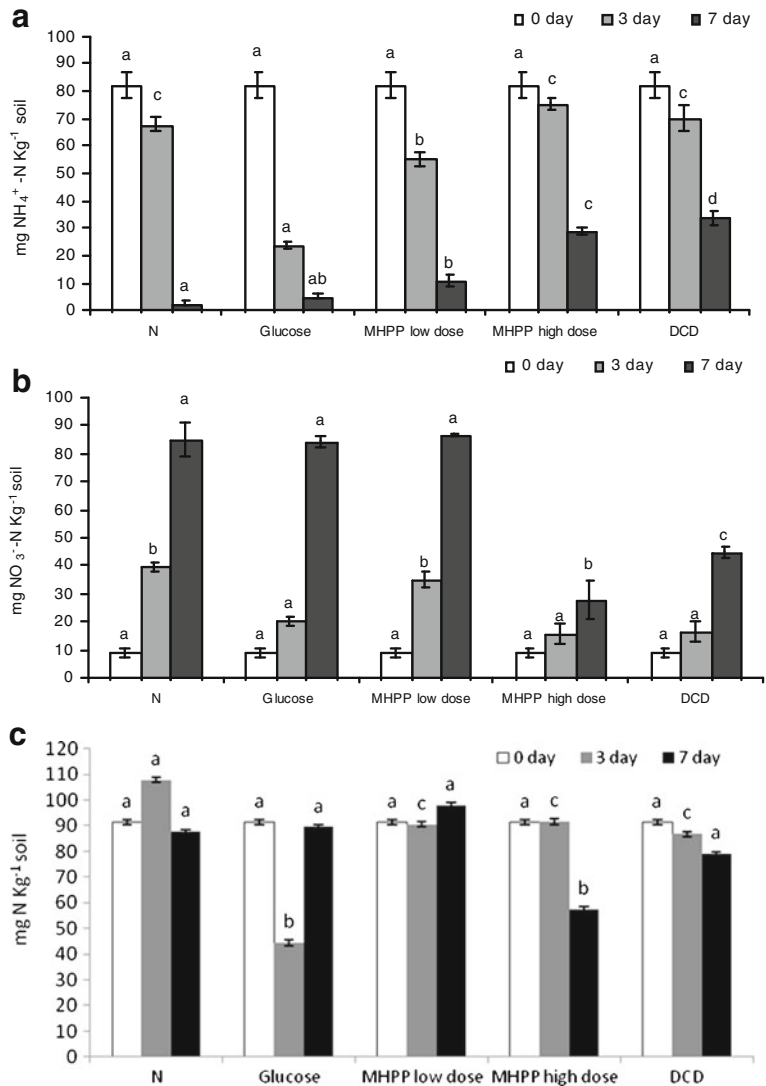 a
0 day 3 day 7 day
mg NH₄⁺-N Kg⁻¹ soil
100
90
80
70
60
50
40
30
20
10
0
a c a
a a ab
a b b
a c c
a c d
N Glucose MHPP low dose MHPP high dose DCD
b
0 day 3 day 7 day
mg NO₃⁻-N Kg⁻¹ soil
100
90
80
70
60
50
40
30
20
10
0
a b a
a a a
a b a
a a b
a a c
N Glucose MHPP low dose MHPP high dose DCD
c
0 day 3 day 7 day
mg N Kg⁻¹ soil
120
110
100
90
80
70
60
50
40
30
20
10
0
a a a
a b a
a c a
a c b
a c a
N Glucose MHPP low dose MHPP high dose DCD